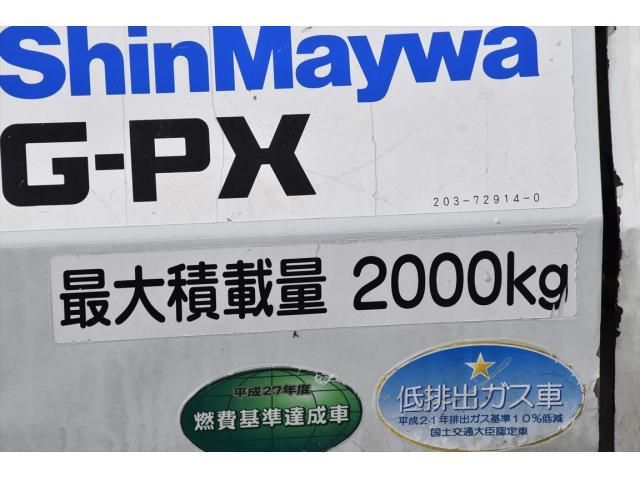 ShinMaywa
G-PX
203-72914-0
最大積載量 2000kg
平成27年度
燃費基準達成車
低排出ガス車
平成21年排出ガス基準10%低減
国土交通大臣認定車